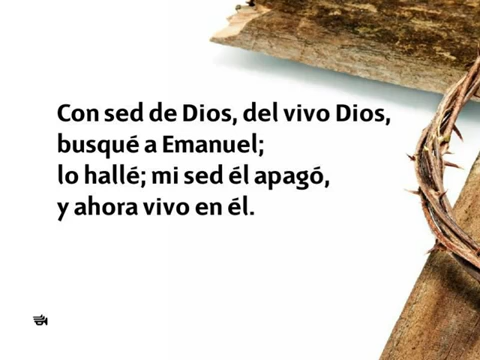 Con sed de Dios, del vivo Dios,
busqué a Emanuel;
lo hallé; mi sed él apagó,
y ahora vivo en él.